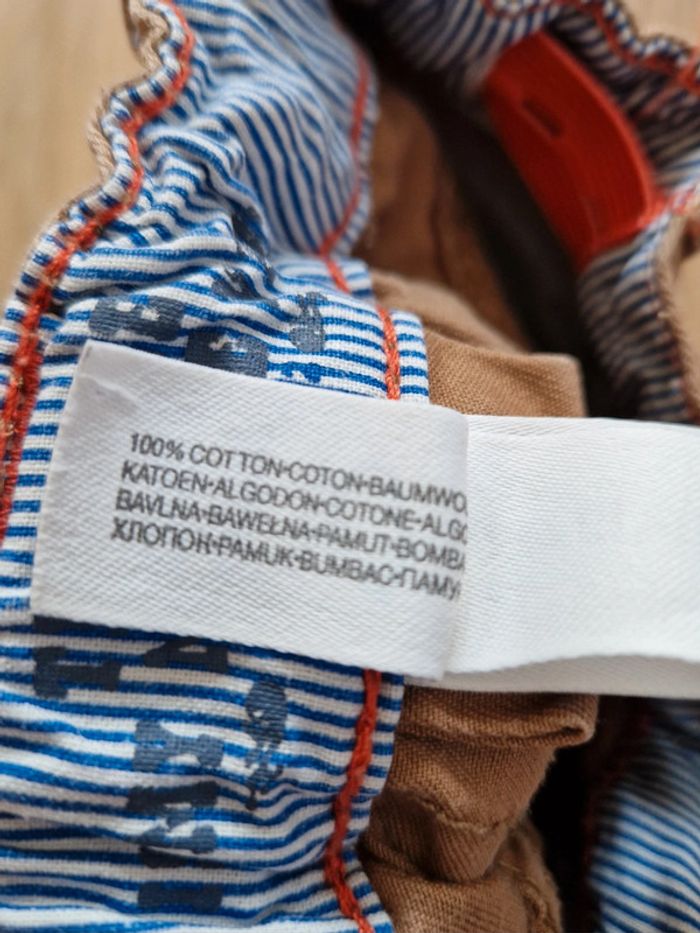 100% COTTON•COTON•BAUMWO
KATOEN•ALGODON•COTONE•ALGO
BAVLNA•BAWEŁNA•PAMUT•BOMBA
ХЛОПОК•PAMUK•BUMBAC•ПАМУ